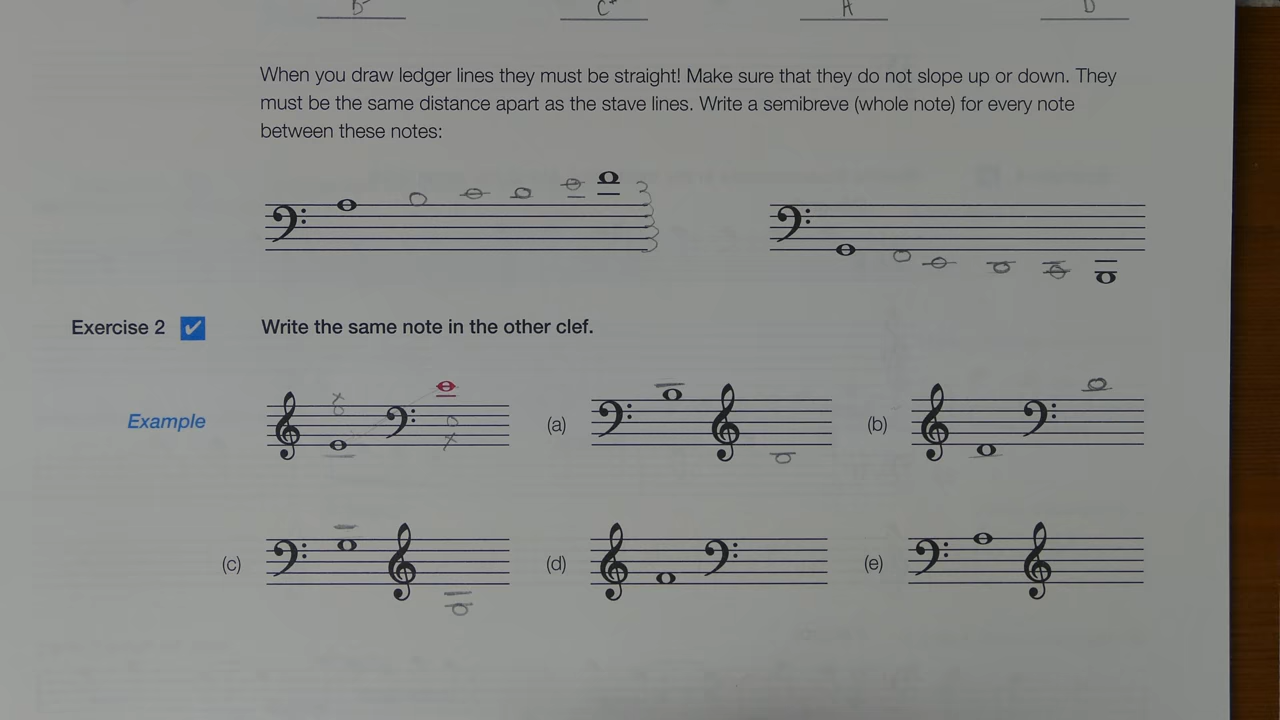 B C A D
When you draw ledger lines they must be straight! Make sure that they do not slope up or down. They
must be the same distance apart as the stave lines. Write a semibreve (whole note) for every note
between these notes:
Exercise 2 ✔ Write the same note in the other clef.
Example (a) (b)
(c) (d) (e)